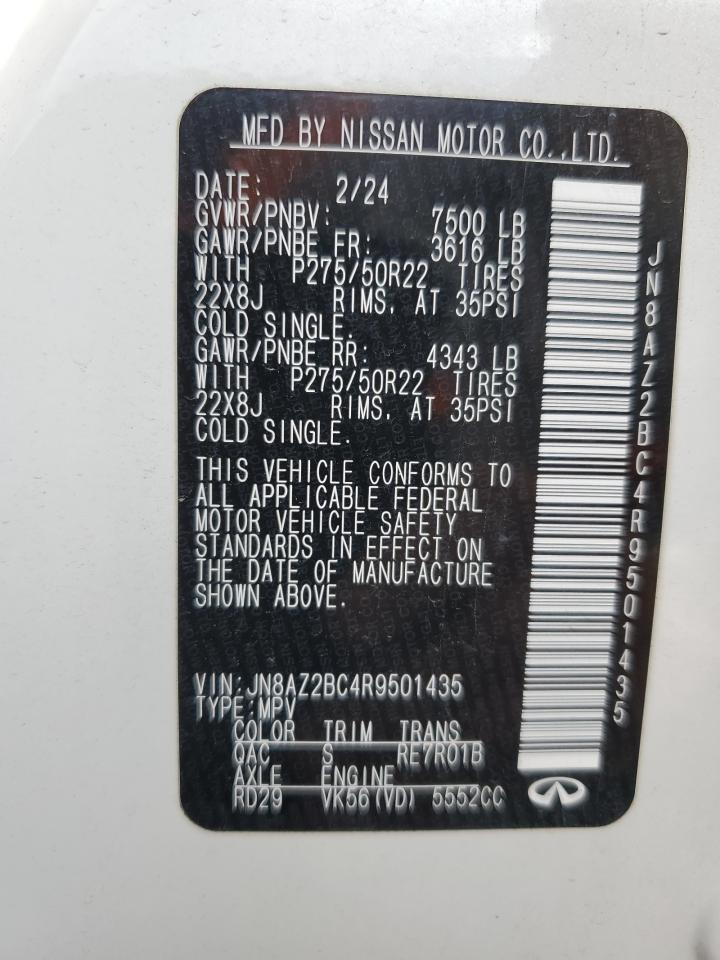 MFD BY NISSAN MOTOR CO.,LTD.
DATE: 2/24
GVWR/PNBV: 7500 LB
GAWR/PNBE FR: 3616 LB
WITH P275/50R22 TIRES
22X8J RIMS, AT 35PSI
COLD SINGLE.
GAWR/PNBE RR: 4343 LB
WITH P275/50R22 TIRES
22X8J RIMS, AT 35PSI
COLD SINGLE.
THIS VEHICLE CONFORMS TO
ALL APPLICABLE FEDERAL
MOTOR VEHICLE SAFETY
STANDARDS IN EFFECT ON
THE DATE OF MANUFACTURE
SHOWN ABOVE.
VIN:JN8AZ2BC4R9501435
TYPE:MPV
COLOR TRIM TRANS
QAC S RE7R01B
AXLE ENGINE
RD29 VK56(VD) 5552CC
JN8AZ2BC4R9501435